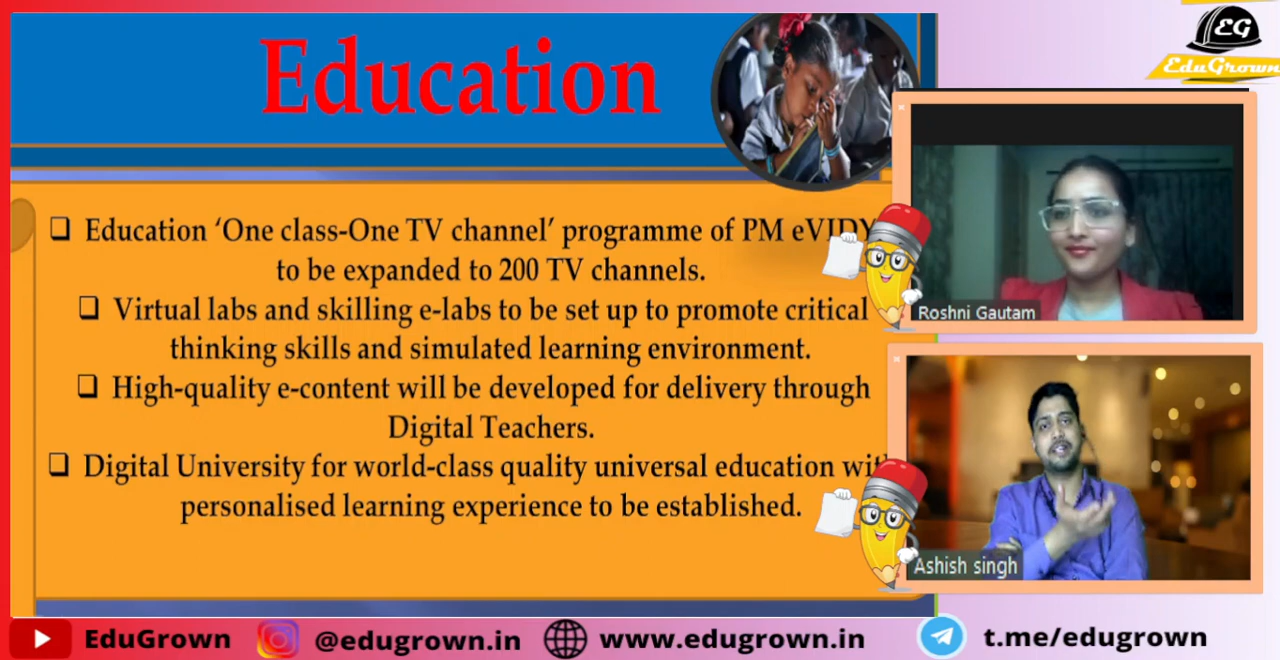 Education
EG
EduGrown
❑ Education ‘One class-One TV channel’ programme of PM
to be expanded to 200 TV channels.
❑ Virtual labs and skilling e-labs to be set up to promote critical
thinking skills and simulated learning environment.
❑ High-quality e-content will be developed for delivery through
Digital Teachers.
❑ Digital University for world-class quality universal education
personalised learning experience to be established.
Roshni Gautam
Ashish singh
EduGrown
@edugrown.in
www.edugrown.in
t.me/edugrown